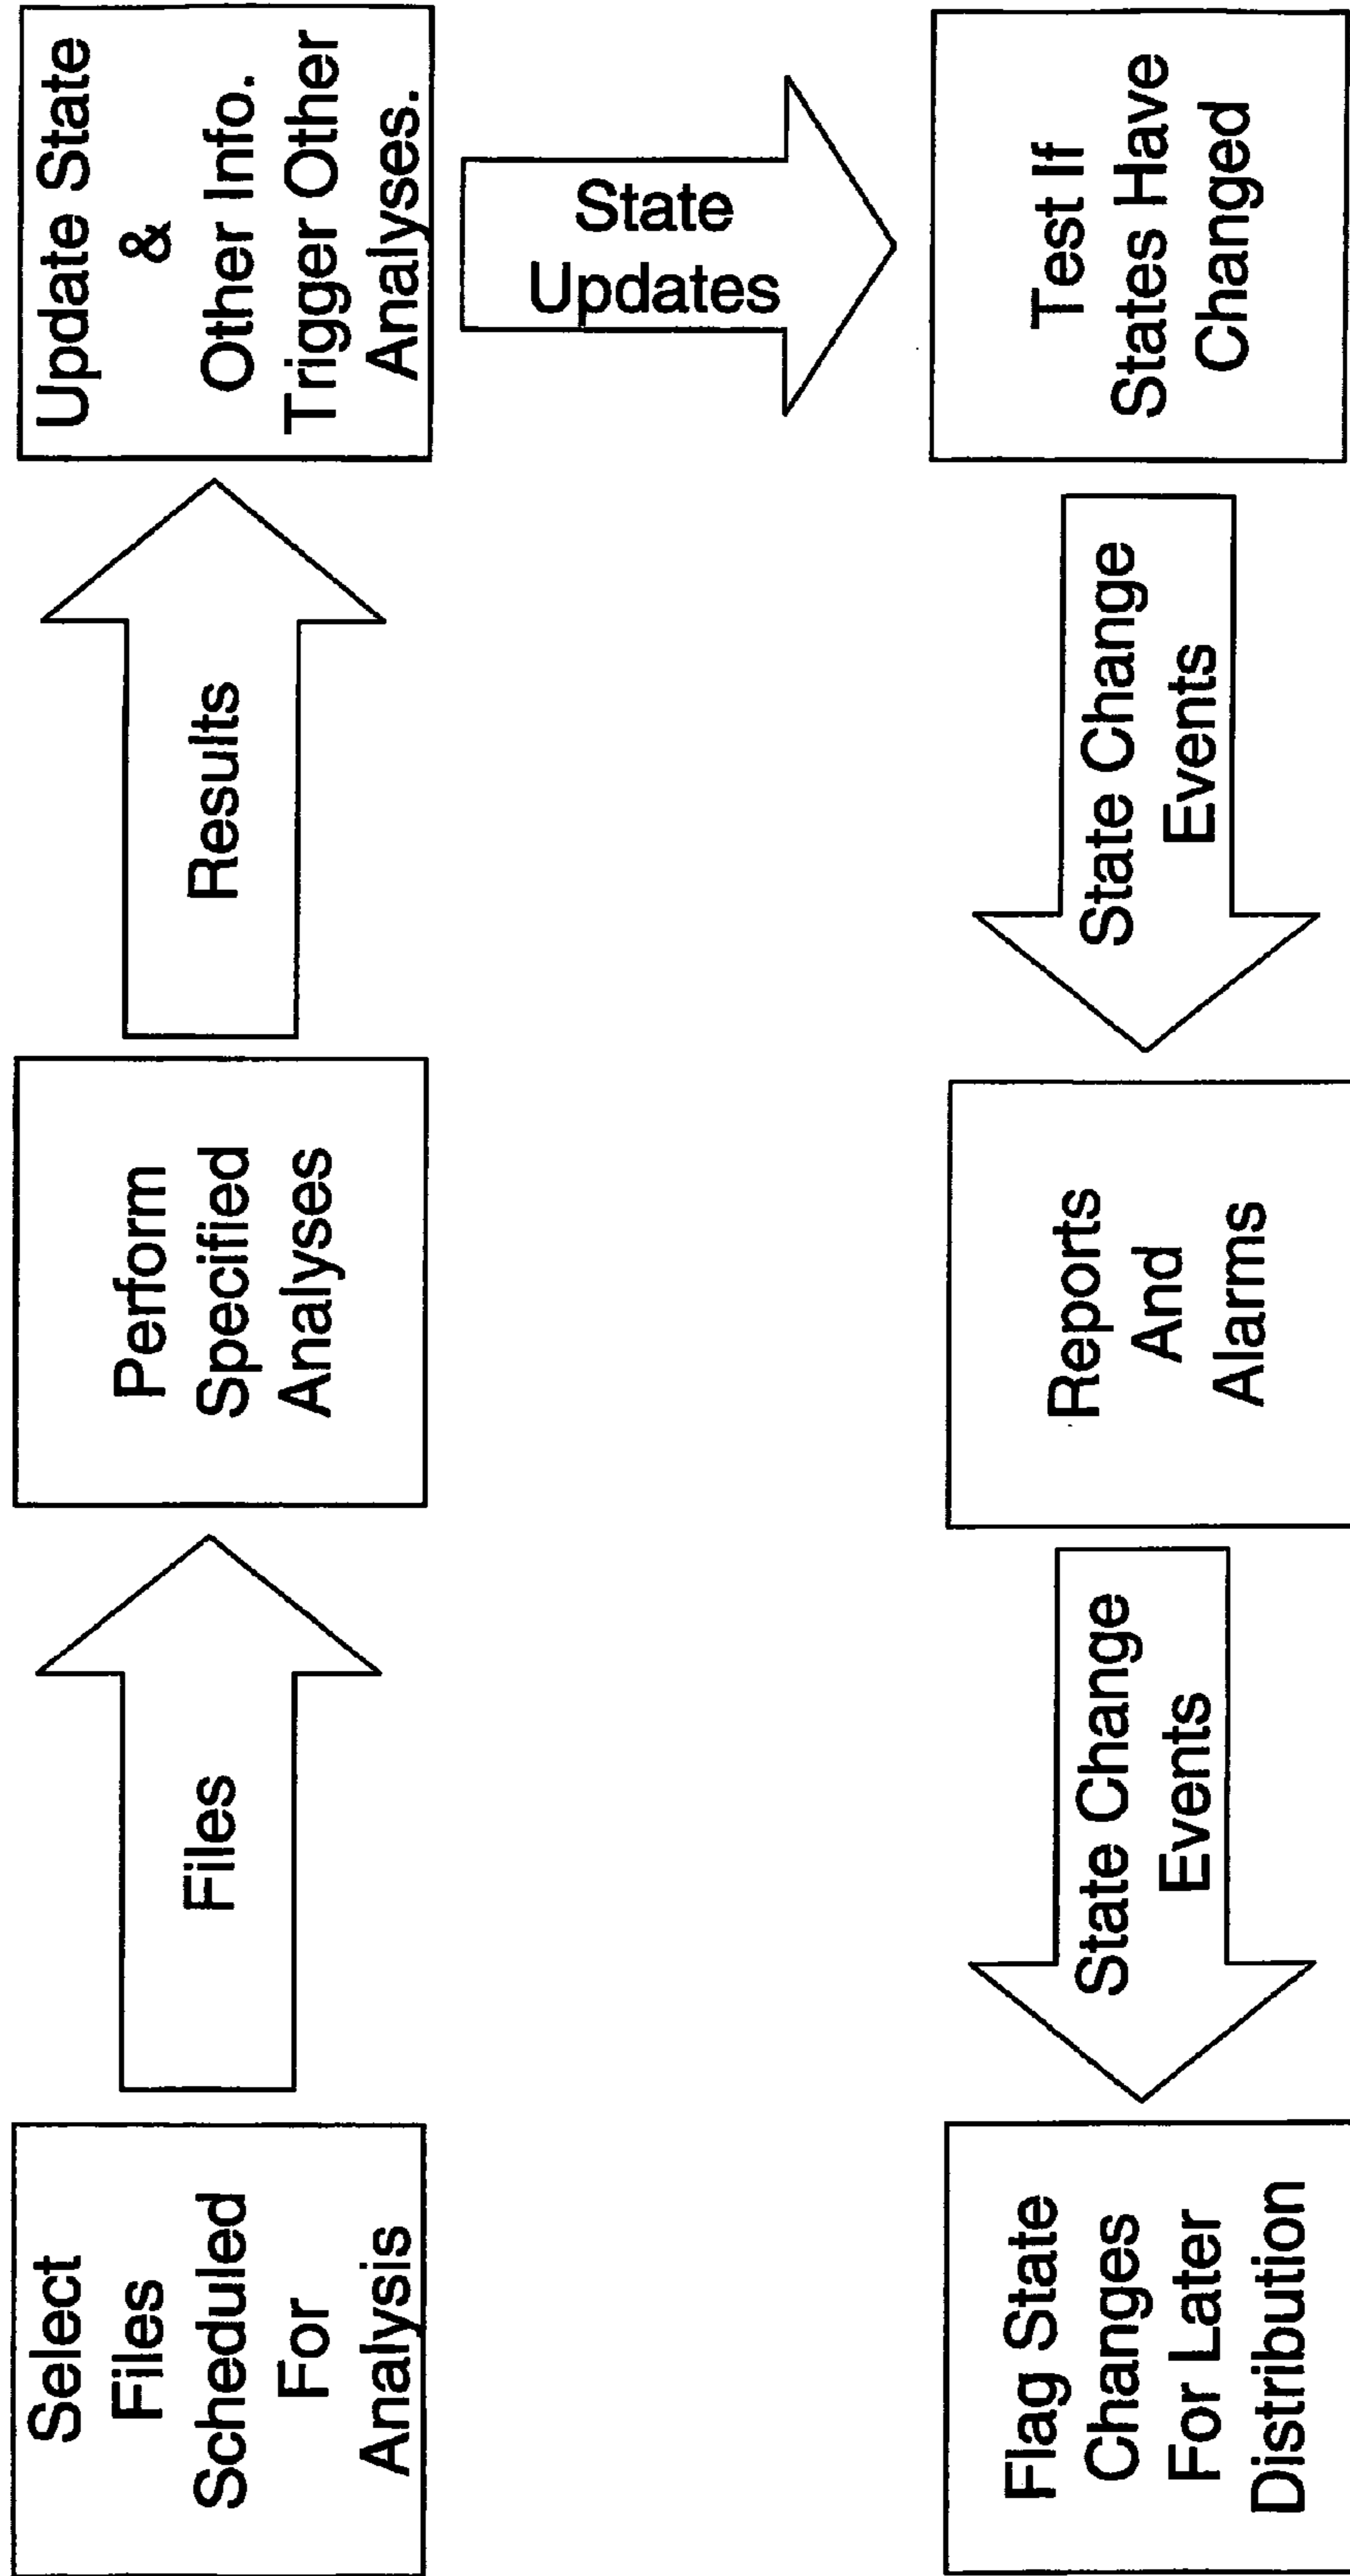 Select
Files
Scheduled
For
Analysis
Files
Perform
Specified
Analyses
Results
Update State
&
Other Info.
Trigger Other
Analyses.
State
Updates
Test If
States Have
Changed
State Change
Events
Reports
And
Alarms
State Change
Events
Flag State
Changes
For Later
Distribution